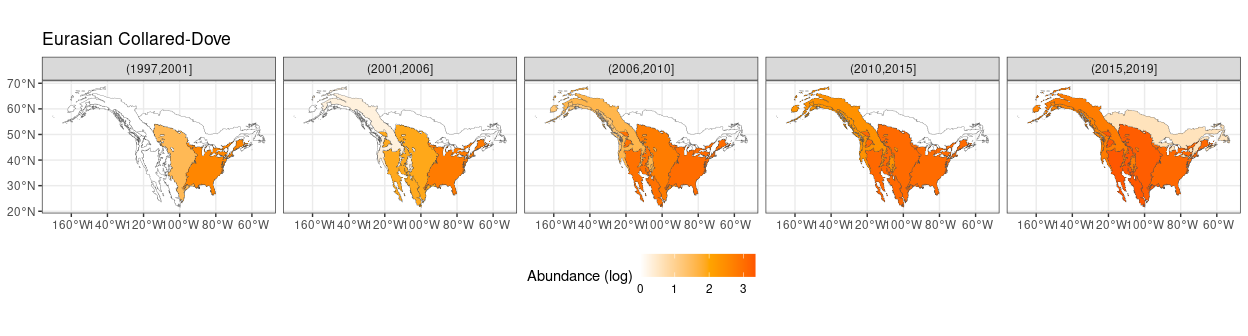 Eurasian Collared-Dove
(1997,2001] (2001,2006] (2006,2010] (2010,2015] (2015,2019]
70°N
60°N
50°N
40°N
30°N
20°N
160°W 140°W 120°W 100°W 80°W 60°W 160°W 140°W 120°W 100°W 80°W 60°W 160°W 140°W 120°W 100°W 80°W 60°W 160°W 140°W 120°W 100°W 80°W 60°W 160°W 140°W 120°W 100°W 80°W 60°W
Abundance (log)
0 1 2 3